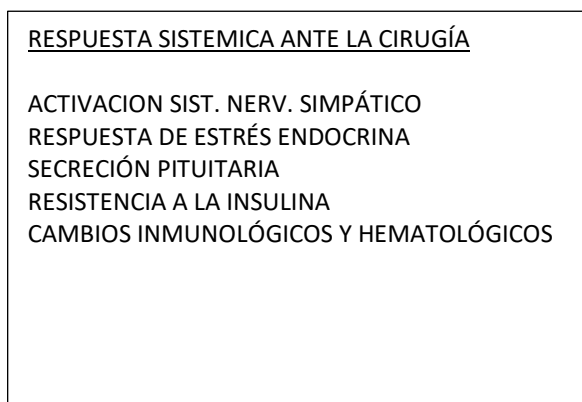 RESPUESTA SISTEMICA ANTE LA CIRUGÍA
ACTIVACION SIST. NERV. SIMPÁTICO
RESPUESTA DE ESTRÉS ENDOCRINA
SECRECIÓN PITUITARIA
RESISTENCIA A LA INSULINA
CAMBIOS INMUNOLÓGICOS Y HEMATOLÓGICOS